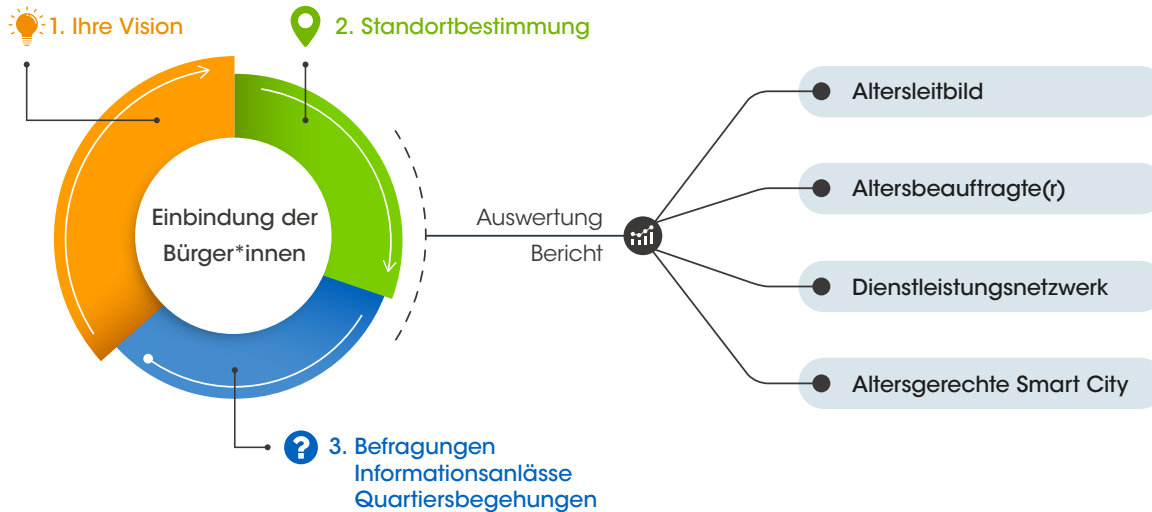 1. Ihre Vision
2. Standortbestimmung
Einbindung der
Bürger*innen
3. Befragungen
Informationsanlässe
Quartiersbegehungen
Auswertung
Bericht
Altersleitbild
Altersbeauftragte(r)
Dienstleistungsnetzwerk
Altersgerechte Smart City